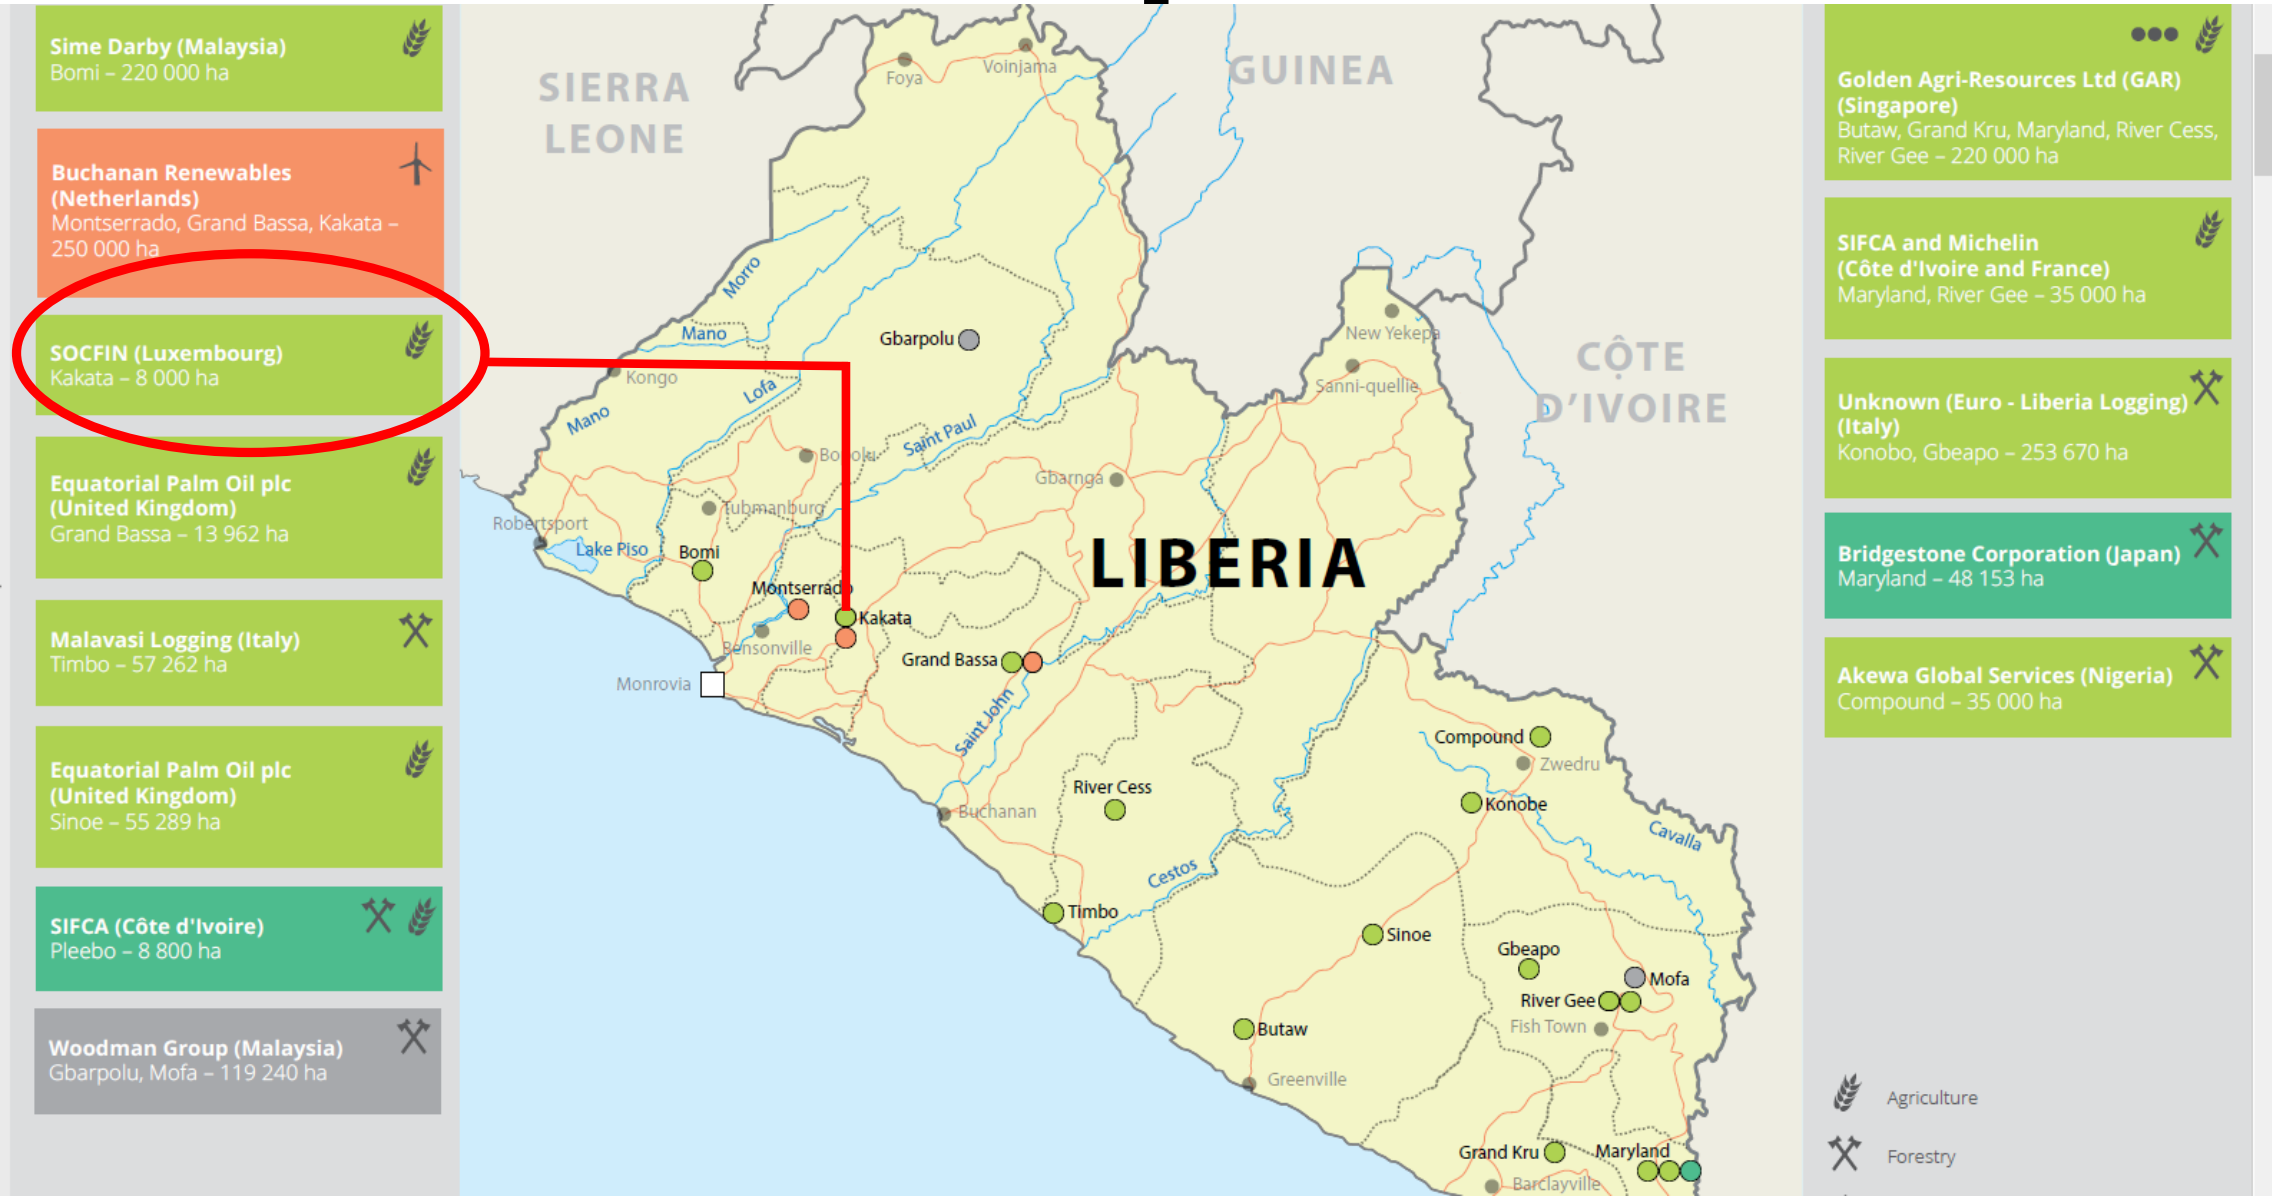 Sime Darby (Malaysia)
Bomi – 220 000 ha
Buchanan Renewables
(Netherlands)
Montserrado, Grand Bassa, Kakata –
250 000 ha
SOCFIN (Luxembourg)
Kakata – 8 000 ha
Equatorial Palm Oil plc
(United Kingdom)
Grand Bassa – 13 962 ha
Malavasi Logging (Italy)
Timbo – 57 262 ha
Equatorial Palm Oil plc
(United Kingdom)
Sinoe – 55 289 ha
SIFCA (Côte d'Ivoire)
Pleebo – 8 800 ha
Woodman Group (Malaysia)
Gbarpolu, Mofa – 119 240 ha
SIERRA
LEONE
GUINEA
CÔTE
D'IVOIRE
LIBERIA
Foya
Voinjama
Morro
Mano
Gbarpolu
Kongo
Lofa
Mano
Saint Paul
New Yekepa
Sanni-quellie
Bopolu
Gbarnga
Tubmanburg
Robertsport
Lake Piso
Bomi
Montserrado
Kakata
Bensonville
Grand Bassa
Monrovia
Saint John
Compound
Zwedru
River Cess
Konobe
Buchanan
Cavalla
Cestos
Timbo
Sinoe
Gbeapo
Mofa
River Gee
Fish Town
Butaw
Greenville
Grand Kru
Maryland
Barclayville
Golden Agri-Resources Ltd (GAR)
(Singapore)
Butaw, Grand Kru, Maryland, River Cess,
River Gee – 220 000 ha
SIFCA and Michelin
(Côte d'Ivoire and France)
Maryland, River Gee – 35 000 ha
Unknown (Euro - Liberia Logging)
(Italy)
Konobo, Gbeapo – 253 670 ha
Bridgestone Corporation (Japan)
Maryland – 48 153 ha
Akewa Global Services (Nigeria)
Compound – 35 000 ha
Agriculture
Forestry